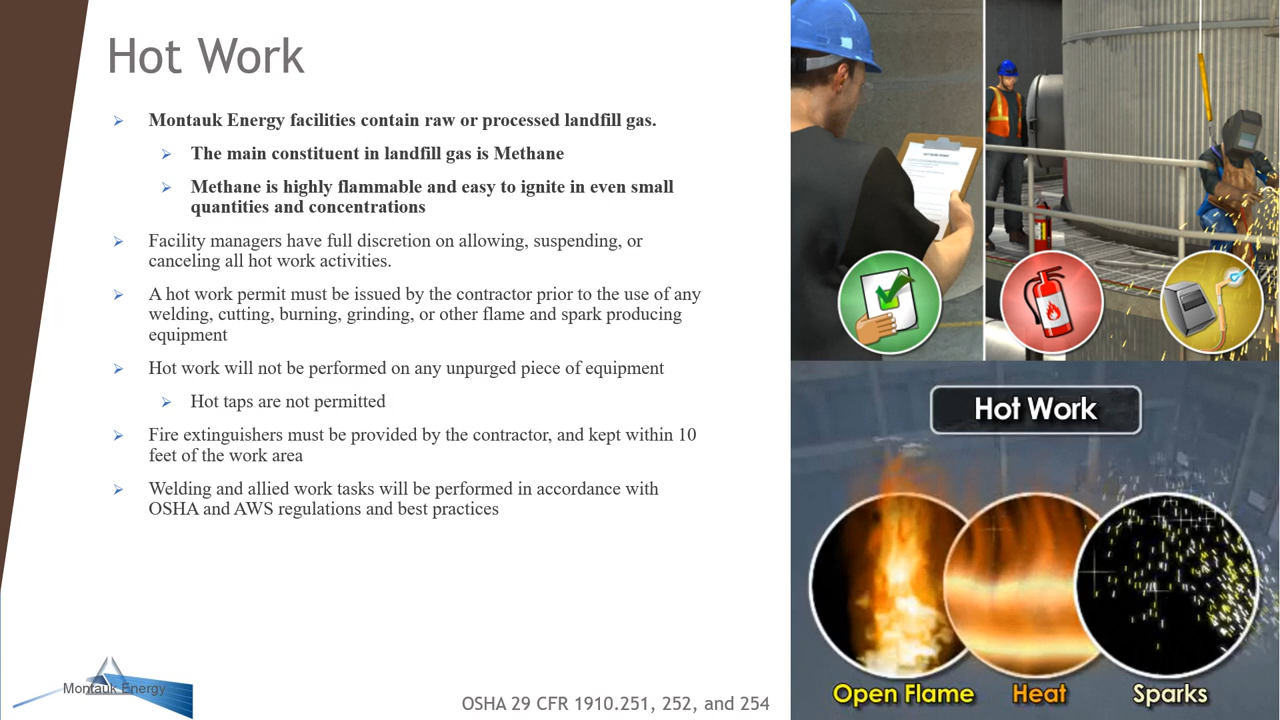 Hot Work
Montauk Energy facilities contain raw or processed landfill gas.
The main constituent in landfill gas is Methane
Methane is highly flammable and easy to ignite in even small
quantities and concentrations
Facility managers have full discretion on allowing, suspending, or
canceling all hot work activities.
A hot work permit must be issued by the contractor prior to the use of any
welding, cutting, burning, grinding, or other flame and spark producing
equipment
Hot work will not be performed on any unpurged piece of equipment
Hot taps are not permitted
Fire extinguishers must be provided by the contractor, and kept within 10
feet of the work area
Welding and allied work tasks will be performed in accordance with
OSHA and AWS regulations and best practices
Montauk Energy
OSHA 29 CFR 1910.251, 252, and 254
Hot Work
Open Flame
Heat
Sparks